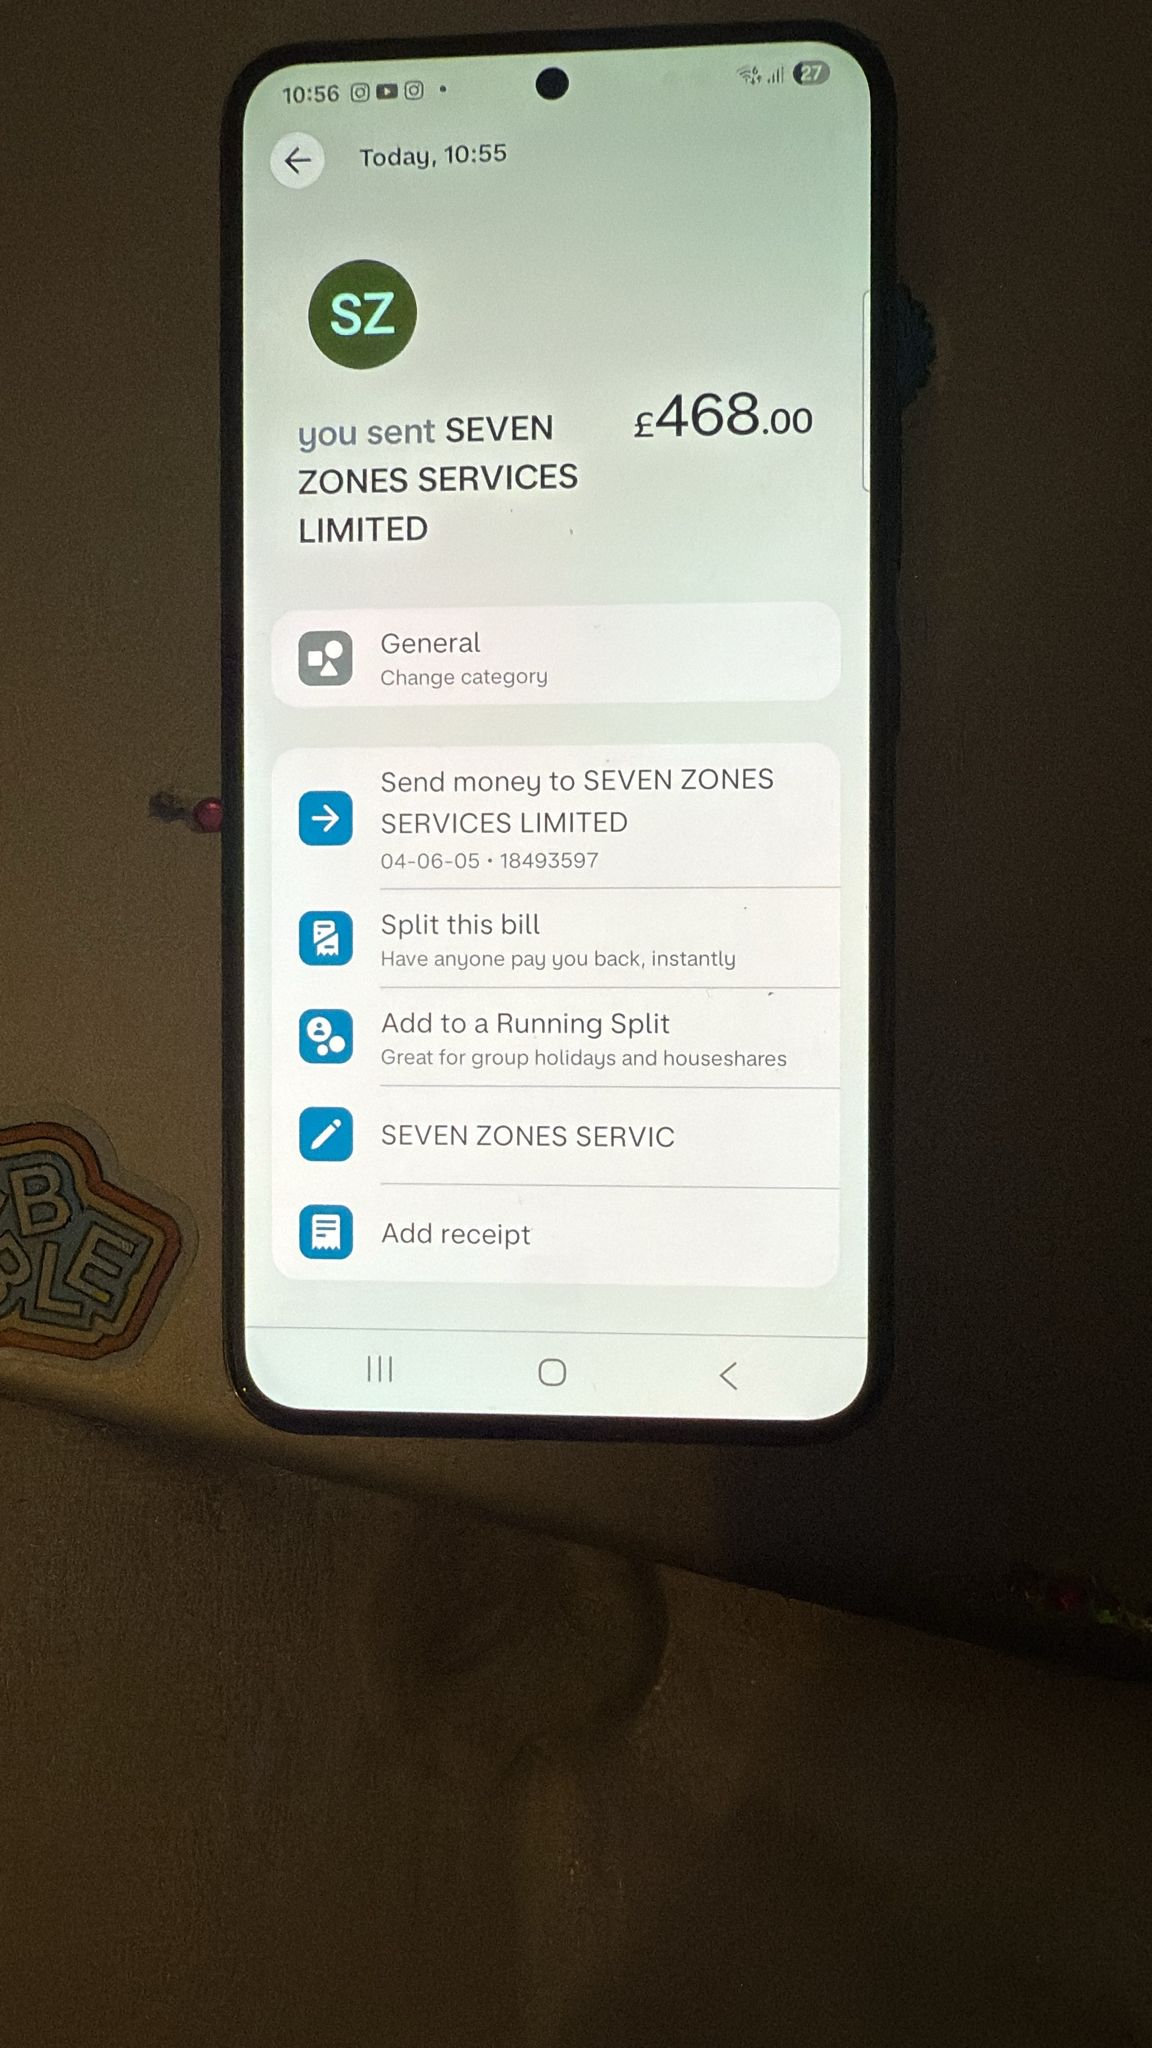 10:56
27
Today, 10:55
SZ
you sent SEVEN
ZONES SERVICES
LIMITED
£468.00
General
Change category
Send money to SEVEN ZONES
SERVICES LIMITED
04-06-05 • 18493597
Split this bill
Have anyone pay you back, instantly
Add to a Running Split
Great for group holidays and houseshares
SEVEN ZONES SERVIC
Add receipt